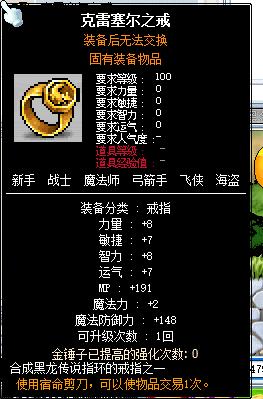 克雷塞尔之戒
装备后无法交换
固有装备物品
要求等级 : 100
要求力量 : 0
要求敏捷 : 0
要求智力 : 0
要求运气 : 0
要求人气度 : -
道具等级 : -
道具经验值 : -
新手 战士 魔法师 弓箭手 飞侠 海盗
装备分类 : 戒指
力量 : +8
敏捷 : +7
智力 : +8
运气 : +7
MP : +191
魔法力 : +2
魔法防御力 : +148
可升级次数 : 1回
金锤子已提高的强化次数: 0
合成黑龙传说指环的戒指之一
使用宿命剪刀，可以使物品交易1次。